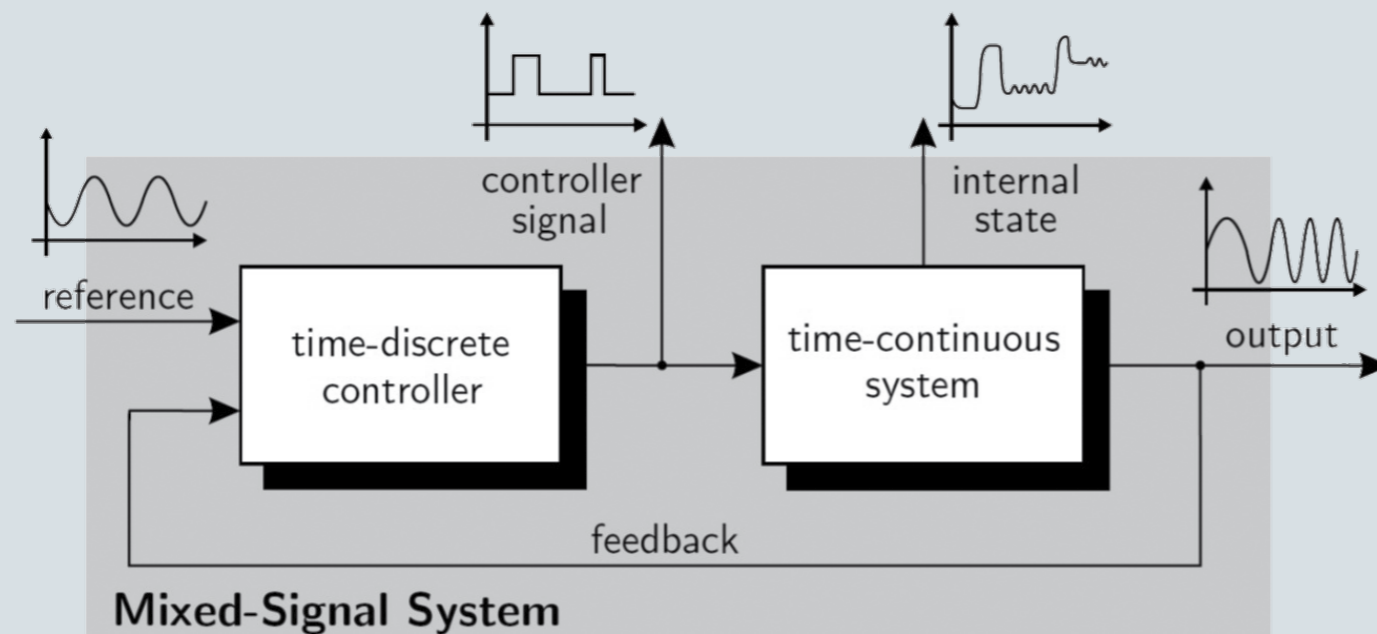 controller
signal
internal
state
reference
output
time-discrete
controller
time-continuous
system
feedback
Mixed-Signal System